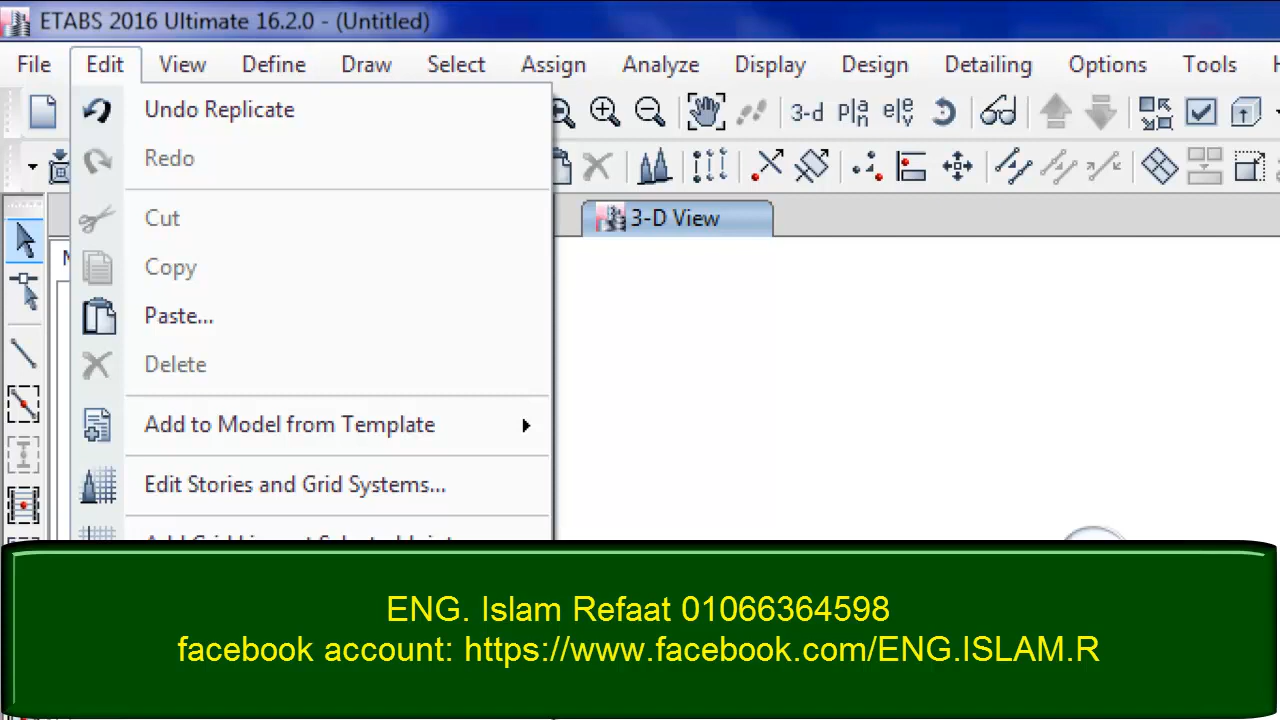 ETABS 2016 Ultimate 16.2.0 - (Untitled)
File Edit View Define Draw Select Assign Analyze Display Design Detailing Options Tools
Undo Replicate
3-d pla n ele v
Redo
Cut
3-D View
Copy
Paste...
Delete
Add to Model from Template
Edit Stories and Grid Systems...
ENG. Islam Refaat 01066364598
facebook account: https://www.facebook.com/ENG.ISLAM.R